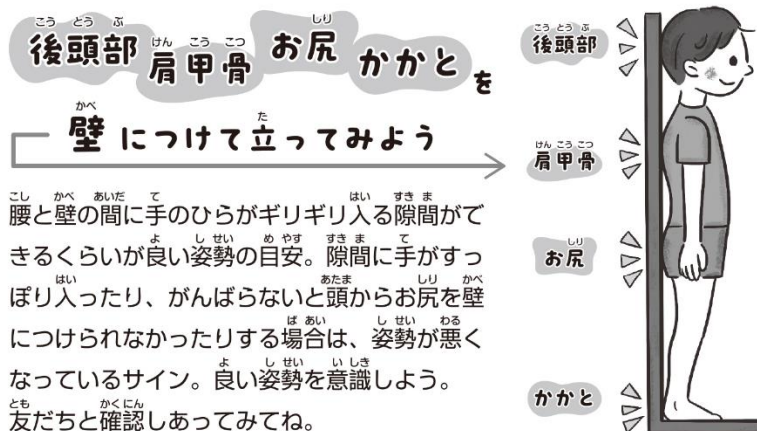 後頭部 肩甲骨 お尻 かかとを
壁につけて立ってみよう
腰と壁の間に手のひらがギリギリ入る隙間がで
きるくらいが良い姿勢の目安。隙間に手がすっ
ぽり入ったり、がんばらないと頭からお尻を壁
につけられなかったりする場合は、姿勢が悪く
なっているサイン。良い姿勢を意識しよう。
友だちと確認しあってみてね。
後頭部
肩甲骨
お尻
かかと